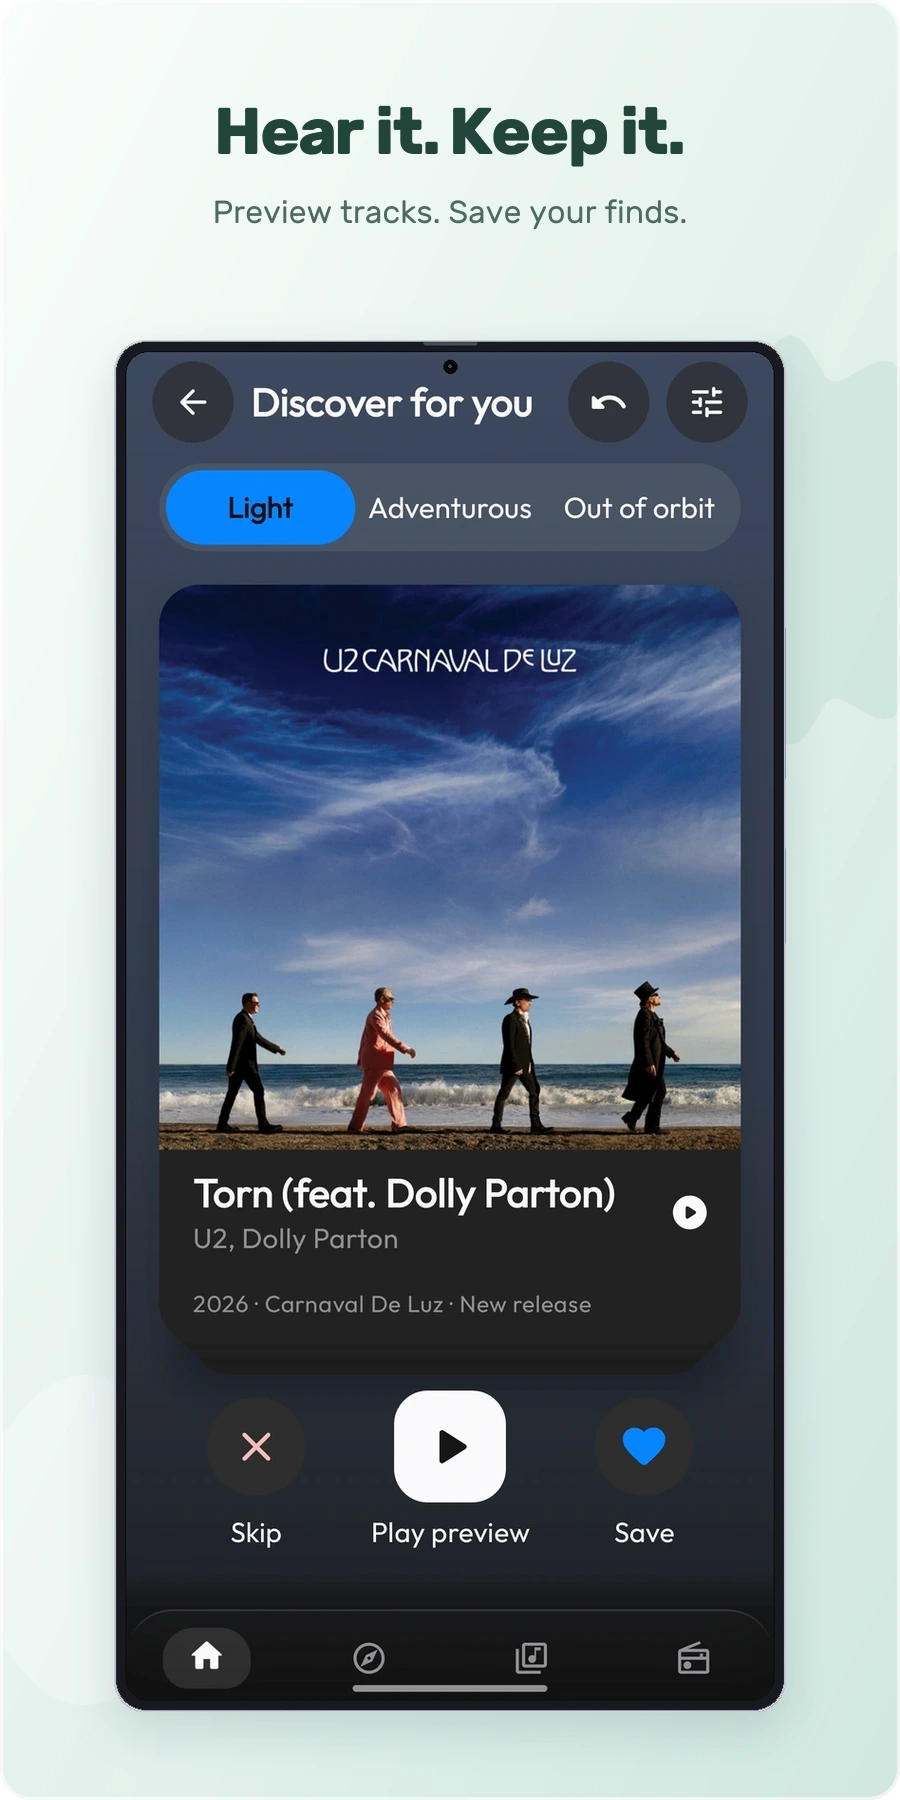 Hear it. Keep it.
Preview tracks. Save your finds.
Discover for you
Light Adventurous Out of orbit
U2 CARNAVAL DE LUZ
Torn (feat. Dolly Parton)
U2, Dolly Parton
2026 · Carnaval De Luz · New release
Skip Play preview Save